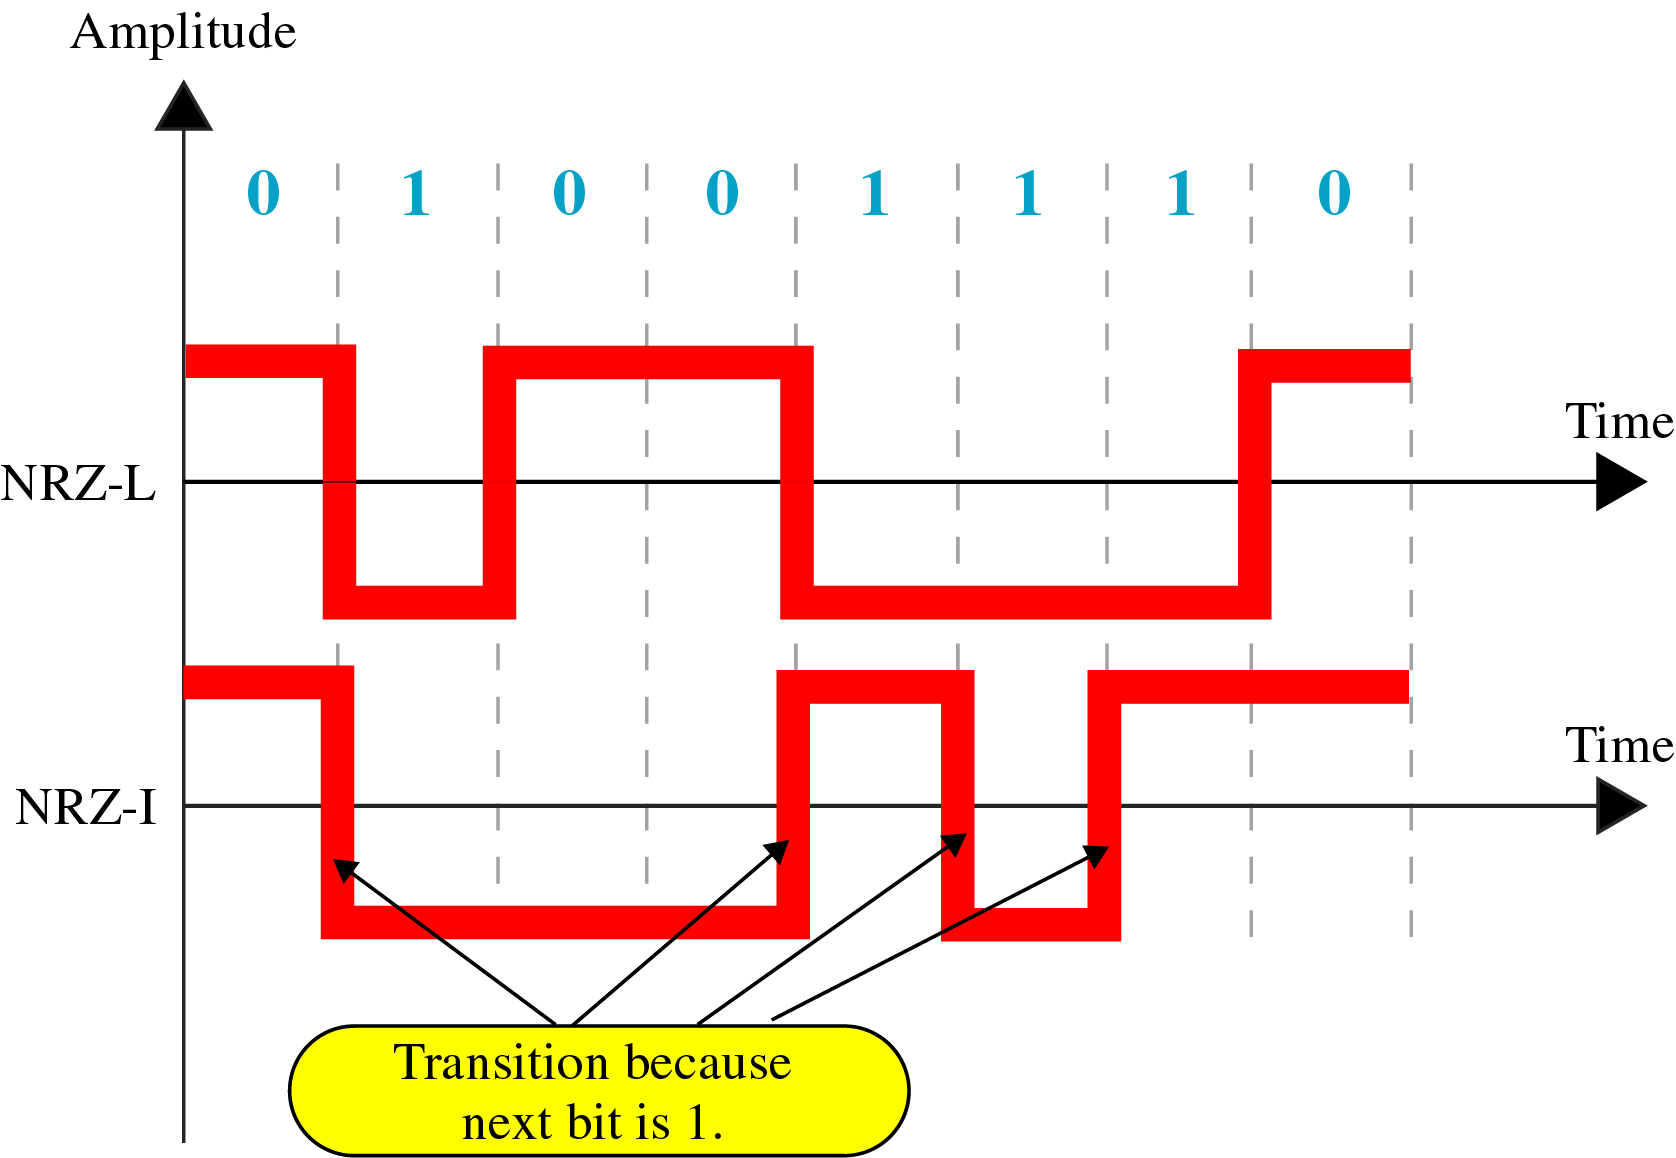 Amplitude
0 1 0 0 1 1 1 0
Time
NRZ-L
Time
NRZ-I
Transition because
next bit is 1.